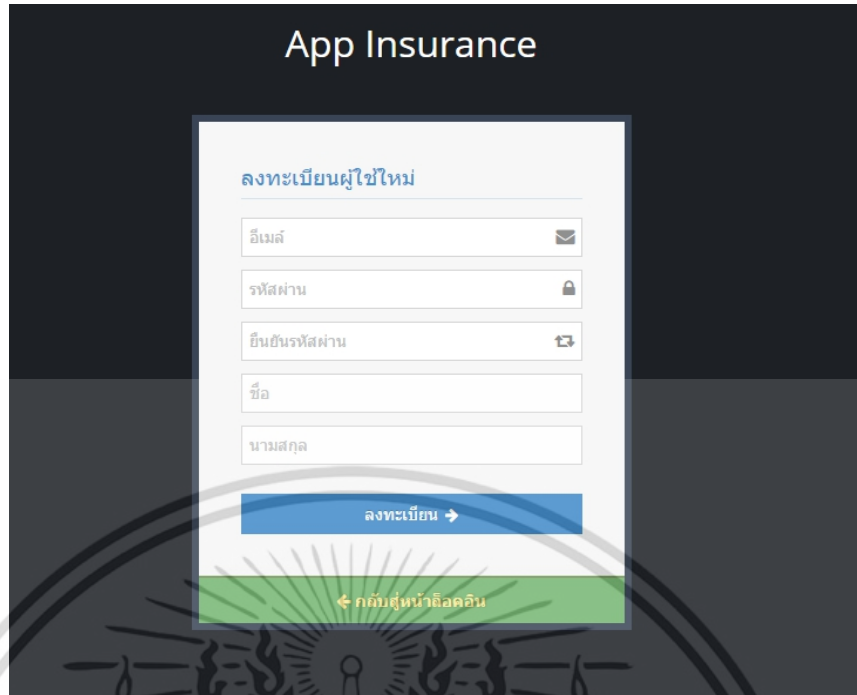 App Insurance
ลงทะเบียนผู้ใช้ใหม่
อีเมล์
รหัสผ่าน
ยืนยันรหัสผ่าน
ชื่อ
นามสกุล
ลงทะเบียน
กลับสู่หน้าล็อคอิน